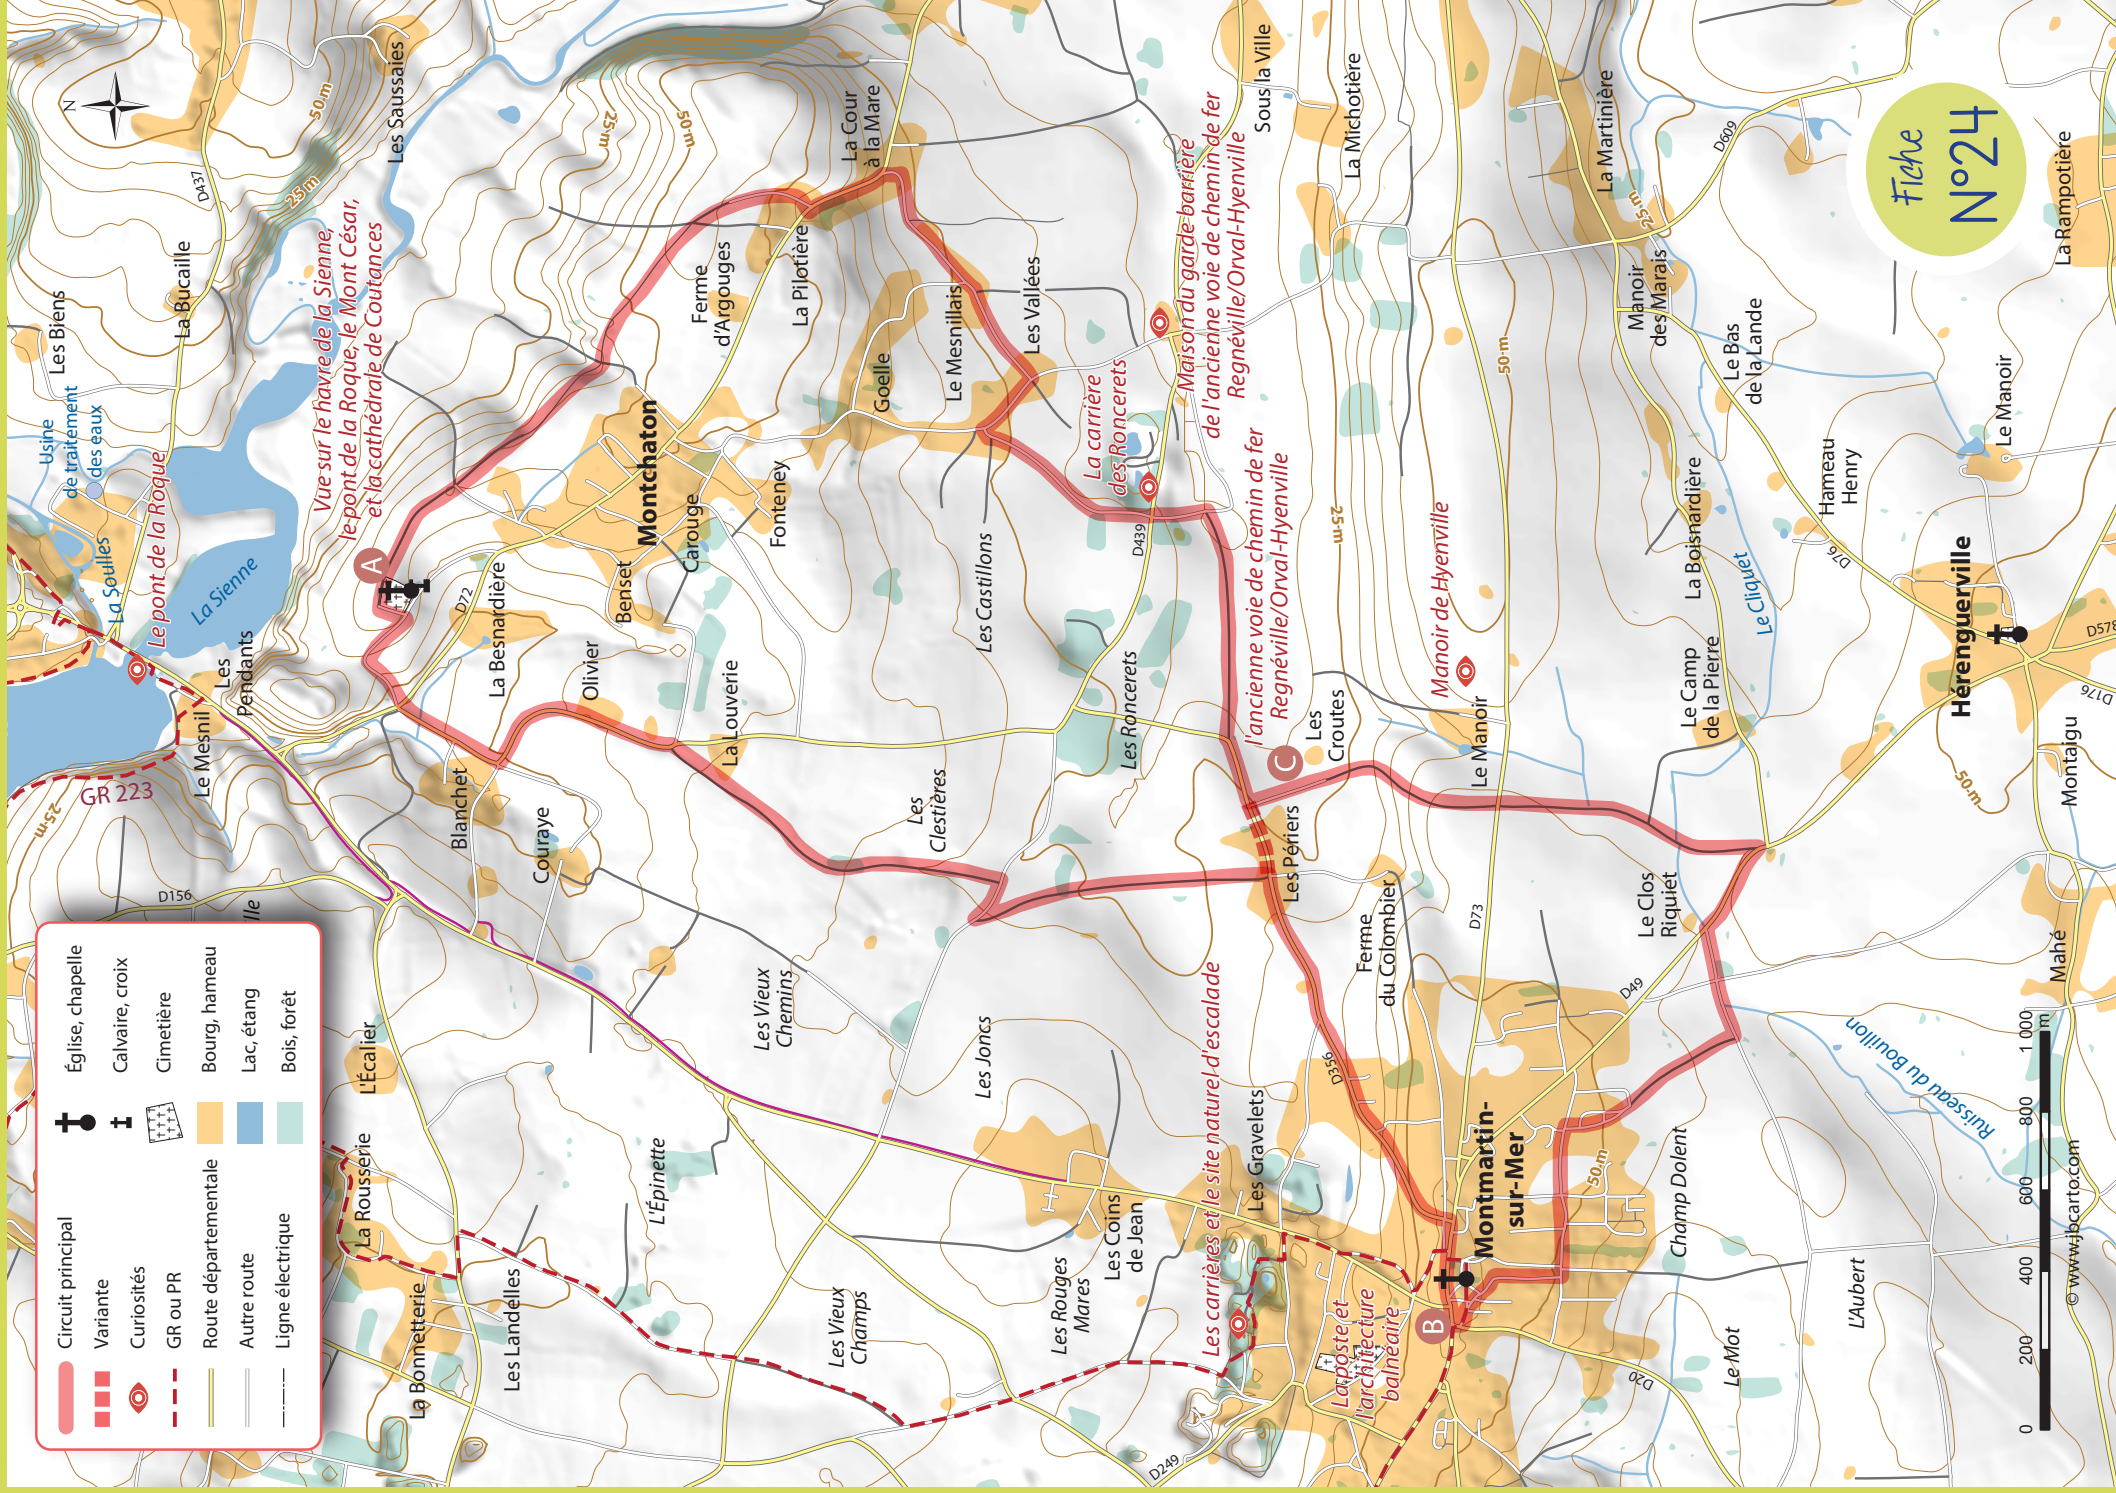 Circuit principal
Variante
Curiosités
GR ou PR
Route départementale
Autre route
Ligne électrique
Église, chapelle
Calvaire, croix
Cimetière
Bourg, hameau
Lac, étang
Bois, forêt
lle
N
Fiche
N°24
Les Biens
Usine
de traitement
des eaux
La Bucaille
D437
50 m
25 m
Les Saussaies
Vue sur le havre de la Sienne,
le pont de la Roque, le Mont César,
et la cathédrale de Coutances
Le pont de la Roque
La Soulles
La Sienne
Les
Pendants
Le Mesnil
GR 223
25 m
D156
A
D72
La Besnardière
Blanchet
Couraye
Olivier
Benset
Montchaton
Carouge
Fonteney
La Louverie
Ferme
d'Argouges
La Pilotière
25 m
50 m
La Cour
à la Mare
Goelle
Le Mesnillais
Les Vallées
Les Castillons
La carrière
des Roncerets
D439
Les Roncerets
Les
Clestières
Maison du garde-barrière
de l'ancienne voie de chemin de fer
Regnéville/Orval-Hyenville
Sous la Ville
La Michotière
l'ancienne voie de chemin de fer
Regnéville/Orval-Hyenville
25 m
C
Les
Croutes
Les Périers
Manoir de Hyenville
Le Manoir
50 m
D73
Ferme
du Colombier
La Martinière
25 m
D609
Manoir
des Marais
Le Bas
de la Lande
La Boisnardière
Le Cliquet
Le Camp
de la Pierre
Hameau
Henry
D76
Le Manoir
La Rampotière
Hérenguerville
D578
D176
Montaigu
50 m
Mahé
Le Clos
Riquiet
D49
Ruisseau du Bouillon
L'Écalier
La Rousserie
La Bonnetterie
Les Landelles
L'Épinette
Les Vieux
Chemins
Les Joncs
Les Vieux
Champs
Les Rouges
Mares
Les Coins
de Jean
Les carrières et le site naturel d'escalade
Les Gravelets
D356
D249
La poste et
l'architecture
balnéaire
B
Montmartin-
sur-Mer
50 m
Champ Dolent
D20
Le Mot
L'Aubert
0 200 400 600 800 1 000 m
© www.jbcarto.com